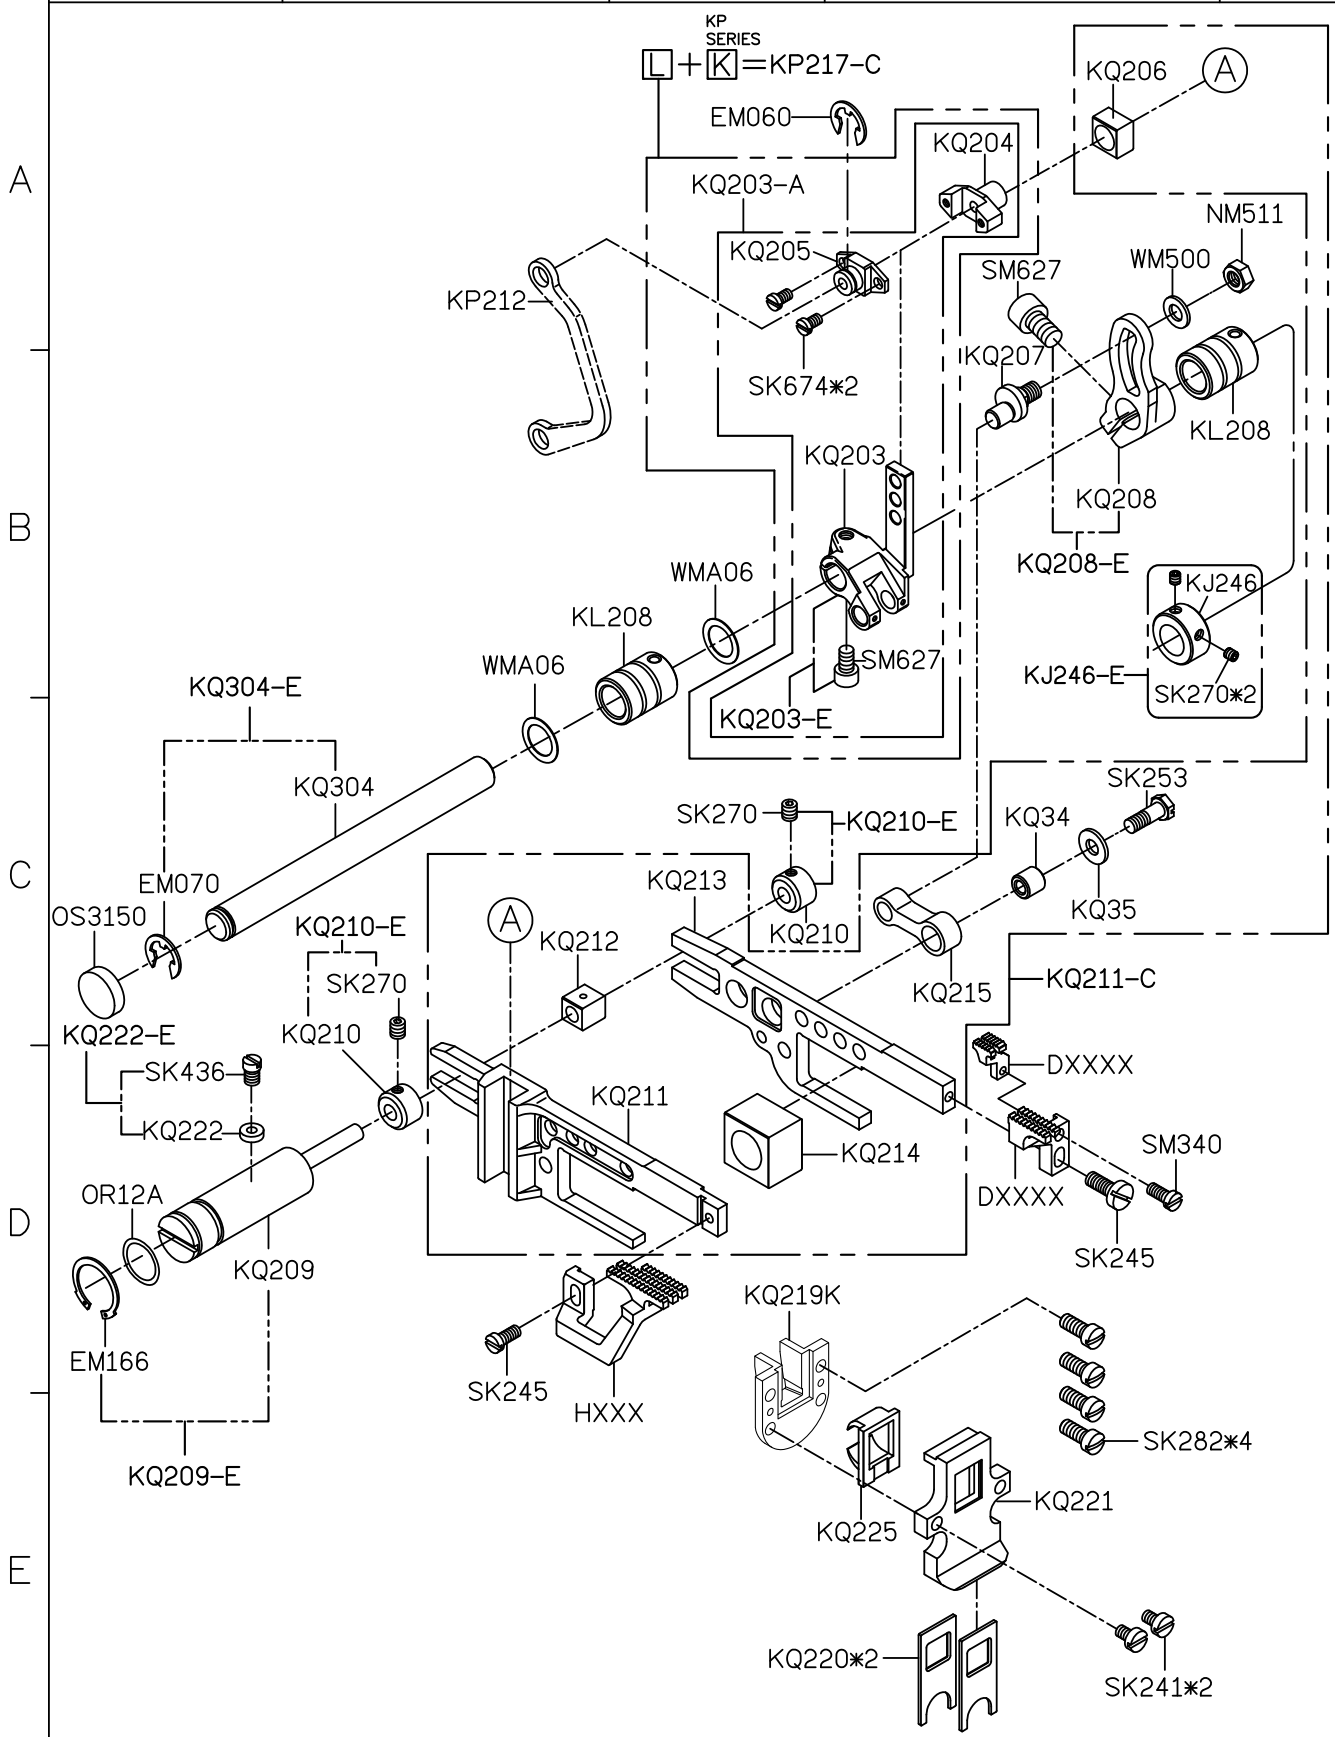 KP
SERIES
L + K = KP217-C
KQ206
A
EM060
KQ204
A
KQ203-A
NM511
KQ205
WM500
SM627
KP212
KQ207
SK674*2
KL208
KQ203
KQ208
B
KQ208-E
WMA06
KJ246
KL208
WMA06
SM627
KJ246-E
SK270*2
KQ304-E
KQ203-E
KQ304
SK253
SK270
KQ210-E
KQ34
C
EM070
KQ213
OS3150
KQ35
KQ210-E
A
KQ212
KQ210
SK270
KQ215
KQ211-C
KQ222-E
KQ210
SK436
DXXXX
KQ211
KQ222
KQ214
SM340
OR12A
DXXXX
D
KQ209
SK245
KQ219K
EM166
SK245
HXXX
SK282*4
KQ209-E
KQ221
KQ225
E
KQ220*2
SK241*2